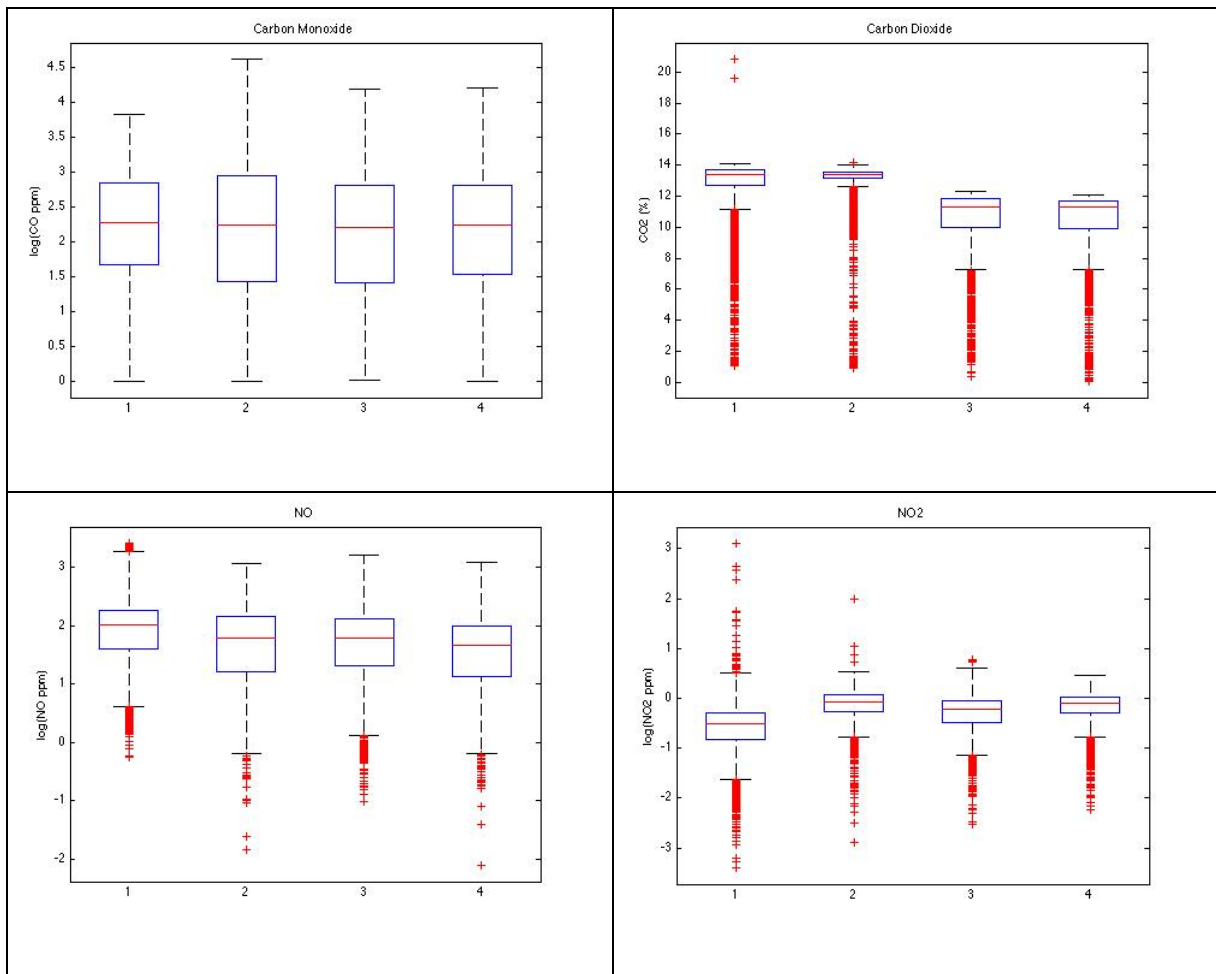 Carbon Monoxide
4.5
4
3.5
3
2.5
2
1.5
1
0.5
0
log(CO ppm)
1 2 3 4
Carbon Dioxide
20
18
16
14
12
10
8
6
4
2
0
CO2 (%)
1 2 3 4
NO
3
2
1
0
-1
-2
log(NO ppm)
1 2 3 4
NO2
3
2
1
0
-1
-2
-3
log(NO2 ppm)
1 2 3 4